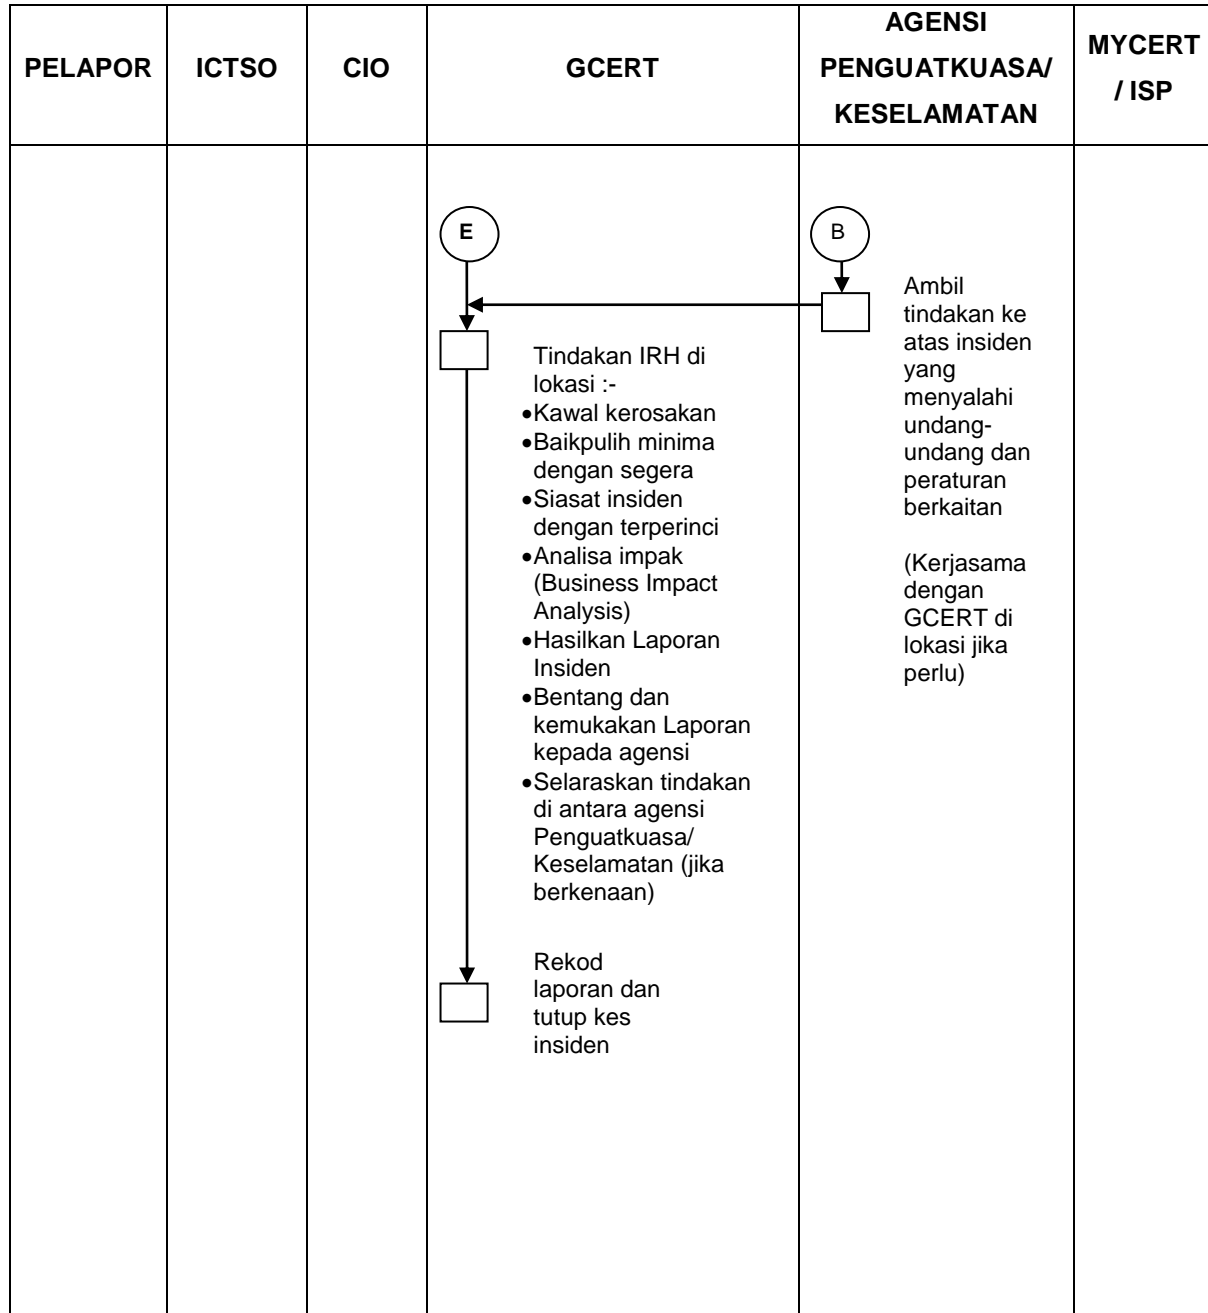 PELAPOR
ICTSO
CIO
GCERT
AGENSI
PENGUATKUASA/
KESELAMATAN
MYCERT
/ ISP
E
Tindakan IRH di
lokasi :-
•Kawal kerosakan
•Baikpulih minima
dengan segera
•Siasat insiden
dengan terperinci
•Analisa impak
(Business Impact
Analysis)
•Hasilkan Laporan
Insiden
•Bentang dan
kemukakan Laporan
kepada agensi
•Selaraskan tindakan
di antara agensi
Penguatkuasa/
Keselamatan (jika
berkenaan)
Rekod
laporan dan
tutup kes
insiden
B
Ambil
tindakan ke
atas insiden
yang
menyalahi
undang-
undang dan
peraturan
berkaitan
(Kerjasama
dengan
GCERT di
lokasi jika
perlu)